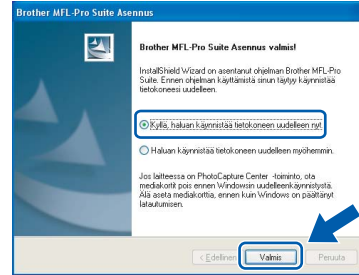 Brother MFL-Pro Suite Asennus
Brother MFL-Pro Suite Asennus valmis!
InstallShield Wizard on asentanut ohjelman Brother MFL-Pro
Suite. Ennen ohjelman käyttämistä sinun täytyy käynnistää
tietokoneesi uudelleen.
Kyllä, haluan käynnistää tietokoneen uudelleen nyt.
Haluan käynnistää tietokoneen uudelleen myöhemmin.
Jos laitteessa on PhotoCapture Center -toiminto, ota
mediakortit pois ennen Windowsin uudelleenkäynnistystä.
Älä aseta mediakorttia, ennen kuin Windows on päättänyt
latautumisen.
< Edellinen Valmis Peruuta